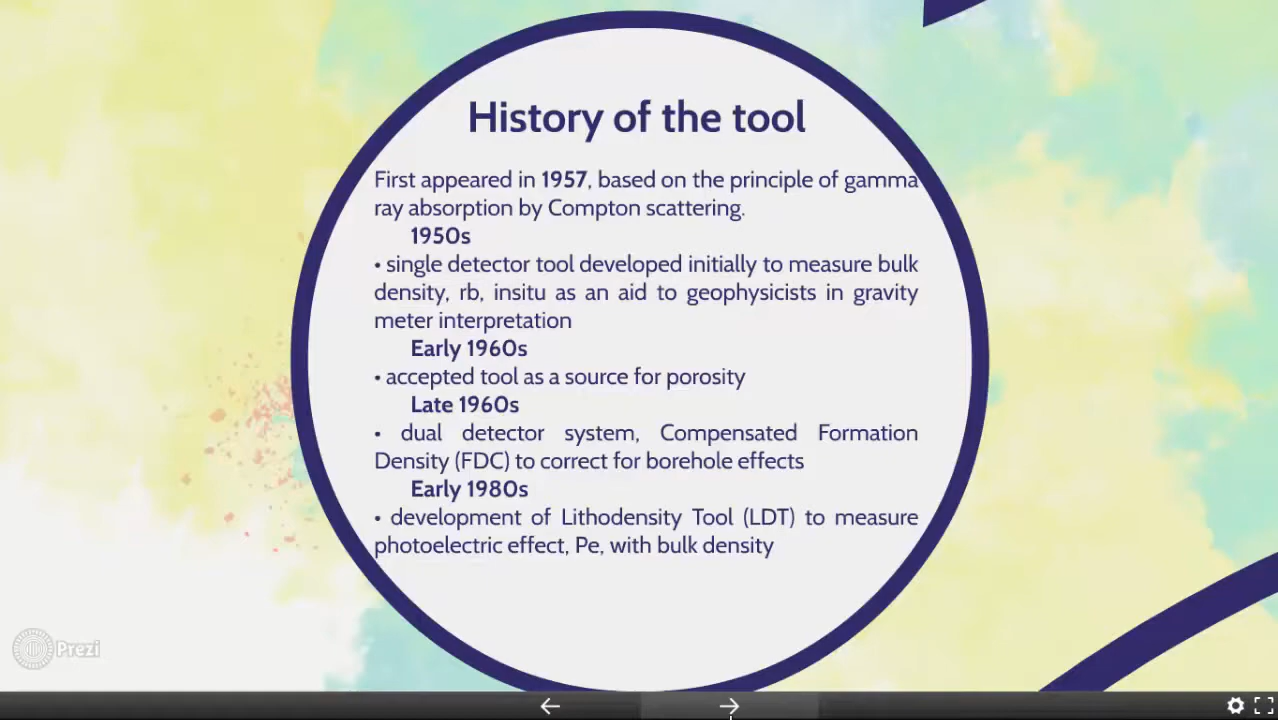 History of the tool
First appeared in 1957, based on the principle of gamma
ray absorption by Compton scattering.
1950s
• single detector tool developed initially to measure bulk
density, rb, insitu as an aid to geophysicists in gravity
meter interpretation
Early 1960s
• accepted tool as a source for porosity
Late 1960s
• dual detector system, Compensated Formation
Density (FDC) to correct for borehole effects
Early 1980s
• development of Lithodensity Tool (LDT) to measure
photoelectric effect, Pe, with bulk density
Prezi